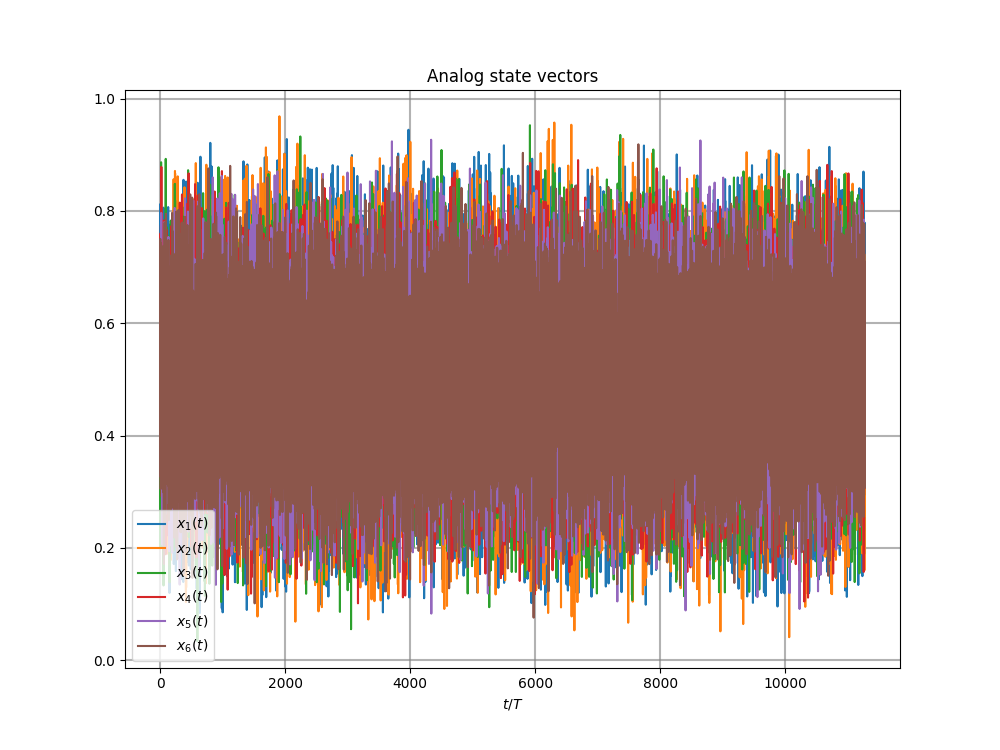 Analog state vectors
1.0
0.8
0.6
0.4
0.2
0.0
x₁(t)
x₂(t)
x₃(t)
x₄(t)
x₅(t)
x₆(t)
0 2000 4000 6000 8000 10000
t/T